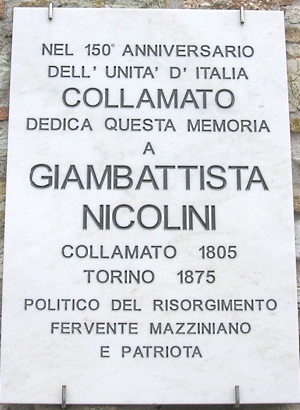 NEL 150° ANNIVERSARIO
DELL' UNITA' D' ITALIA
COLLAMATO
DEDICA QUESTA MEMORIA
A
GIAMBATTISTA
NICOLINI
COLLAMATO 1805
TORINO 1875
POLITICO DEL RISORGIMENTO
FERVENTE MAZZINIANO
E PATRIOTA